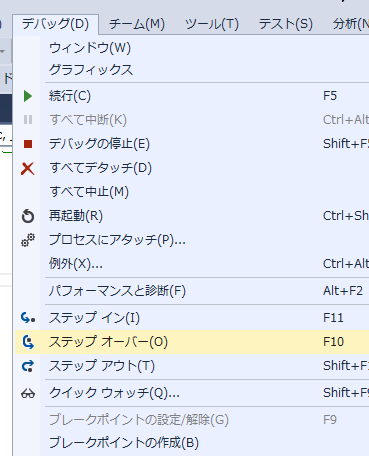 デバッグ(D) チーム(M) ツール(T) テスト(S) 分析(N
ウィンドウ(W)
グラフィックス
続行(C) F5
すべて中断(K) Ctrl+Alt
デバッグの停止(E) Shift+F5
すべてデタッチ(D)
すべて中止(M)
再起動(R) Ctrl+Sh
プロセスにアタッチ(P)...
例外(X)... Ctrl+Alt
パフォーマンスと診断(F) Alt+F2
ステップ イン(I) F11
ステップ オーバー(O) F10
ステップ アウト(T) Shift+F1
クイック ウォッチ(Q)... Shift+F9
ブレークポイントの設定/解除(G) F9
ブレークポイントの作成(B)